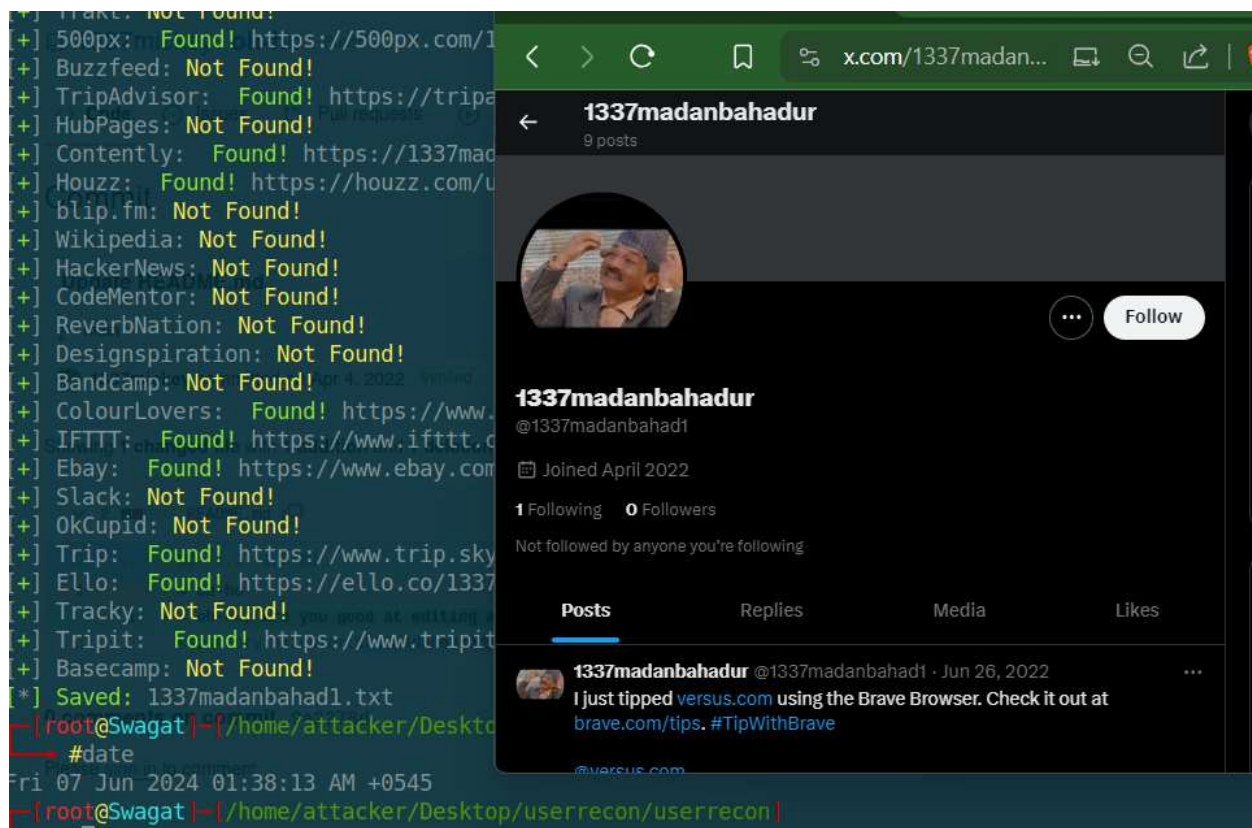 [+] Trakt: Not Found!
[+] 500px: Found! https://500px.com/1
[+] Buzzfeed: Not Found!
[+] TripAdvisor: Found! https://tripa
[+] HubPages: Not Found!
[+] Contently: Found! https://1337mad
[+] Houzz: Found! https://houzz.com/u
[+] blip.fm: Not Found!
[+] Wikipedia: Not Found!
[+] HackerNews: Not Found!
[+] CodeMentor: Not Found!
[+] ReverbNation: Not Found!
[+] Designspiration: Not Found!
[+] Bandcamp: Not Found!
[+] ColourLovers: Found! https://www.
[+] IFTTT: Found! https://www.ifttt.c
[+] Ebay: Found! https://www.ebay.com
[+] Slack: Not Found!
[+] OkCupid: Not Found!
[+] Trip: Found! https://www.trip.sky
[+] Ello: Found! https://ello.co/1337
[+] Tracky: Not Found!
[+] Tripit: Found! https://www.tripit
[+] Basecamp: Not Found!
[*] Saved: 1337madanbahad1.txt
[root@Swagat]-[/home/attacker/Deskto
#date
Fri 07 Jun 2024 01:38:13 AM +0545
[root@Swagat]-[/home/attacker/Desktop/userrecon/userrecon]
x.com/1337madan...
1337madanbahadur
9 posts
Follow
1337madanbahadur
@1337madanbahad1
Joined April 2022
1 Following 0 Followers
Not followed by anyone you're following
Posts Replies Media Likes
1337madanbahadur @1337madanbahad1 · Jun 26, 2022
I just tipped versus.com using the Brave Browser. Check it out at
brave.com/tips. #TipWithBrave
@versus.com